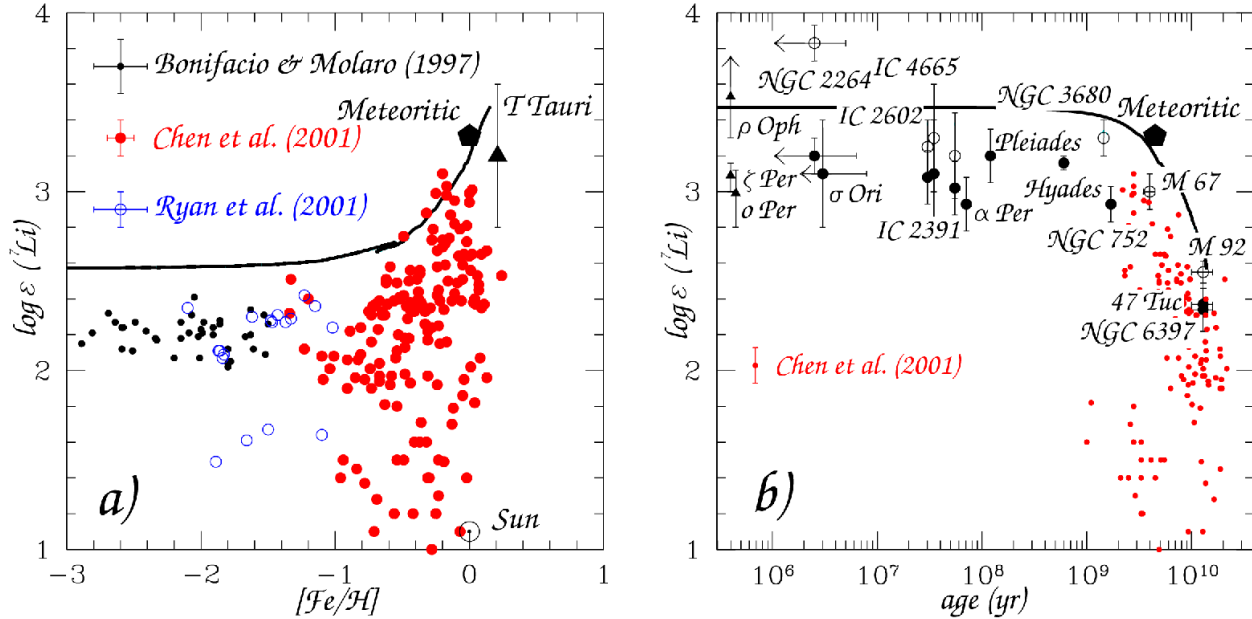 4
3
2
1
log ε (⁷Li)
Bonifacio & Molaro (1997)
Meteoritic
T Tauri
Chen et al. (2001)
Ryan et al. (2001)
a)
Sun
−3
−2
−1
0
1
[Fe/H]
4
3
2
1
log ε (⁷Li)
NGC 2264
IC 4665
NGC 3680
Meteoritic
ρ Oph
IC 2602
Pleiades
ζ Per
ο Per
σ Ori
Hyades
M 67
IC 2391
α Per
NGC 752
M 92
47 Tuc
NGC 6397
Chen et al. (2001)
b)
10⁶
10⁷
10⁸
10⁹
10¹⁰
age (yr)